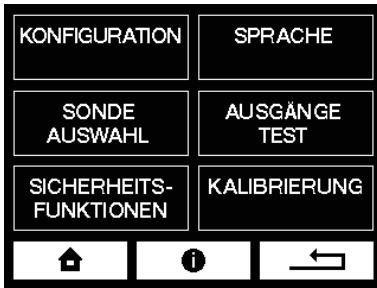 KONFIGURATION
SPRACHE
SONDE
AUSWAHL
AUSGÄNGE
TEST
SICHERHEITS-
FUNKTIONEN
KALIBRIERUNG